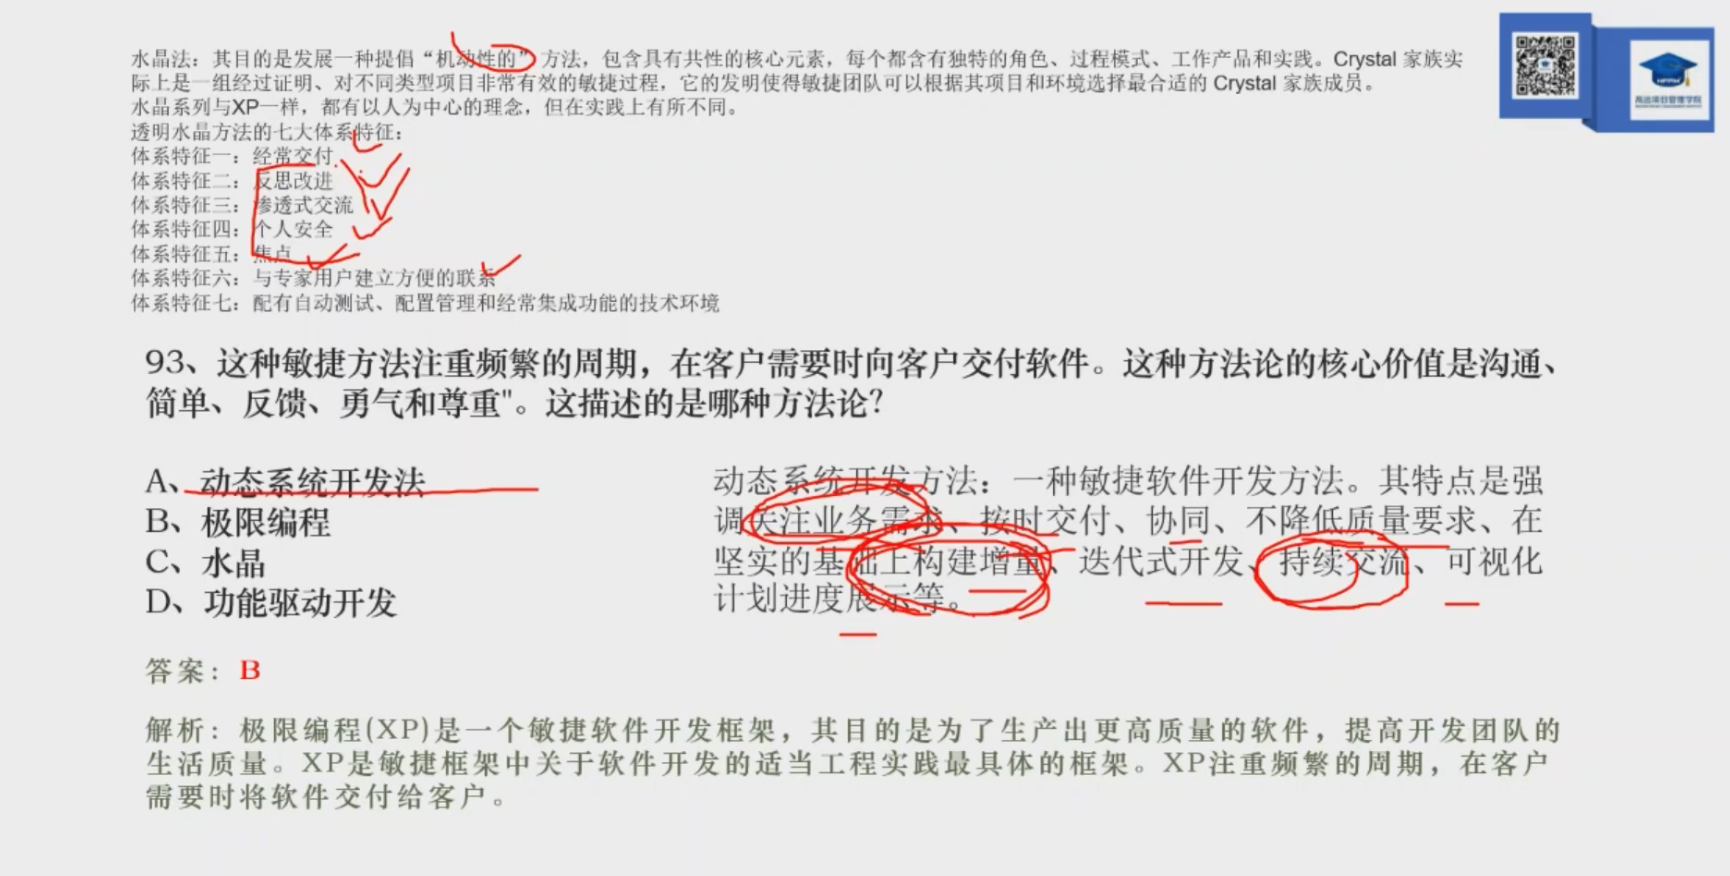 水晶法：其目的是发展一种提倡“机动性的”方法，包含具有共性的核心元素，每个都含有独特的角色、过程模式、工作产品和实践。Crystal 家族实
际上是一组经过证明、对不同类型项目非常有效的敏捷过程，它的发明使得敏捷团队可以根据其项目和环境选择最合适的 Crystal 家族成员。
水晶系列与XP一样，都有以人为中心的理念，但在实践上有所不同。
透明水晶方法的七大体系特征：
体系特征一：经常交付
体系特征二：反思改进
体系特征三：渗透式交流
体系特征四：个人安全
体系特征五：焦点
体系特征六：与专家用户建立方便的联系
体系特征七：配有自动测试、配置管理和经常集成功能的技术环境
93、这种敏捷方法注重频繁的周期，在客户需要时向客户交付软件。这种方法论的核心价值是沟通、
简单、反馈、勇气和尊重"。这描述的是哪种方法论？
A、动态系统开发法
B、极限编程
C、水晶
D、功能驱动开发
动态系统开发方法：一种敏捷软件开发方法。其特点是强
调关注业务需求、按时交付、协同、不降低质量要求、在
坚实的基础上构建增量、迭代式开发、持续交流、可视化
计划进度展示等。
答案：B
解析：极限编程(XP)是一个敏捷软件开发框架，其目的是为了生产出更高质量的软件，提高开发团队的
生活质量。XP是敏捷框架中关于软件开发的适当工程实践最具体的框架。XP注重频繁的周期，在客户
需要时将软件交付给客户。